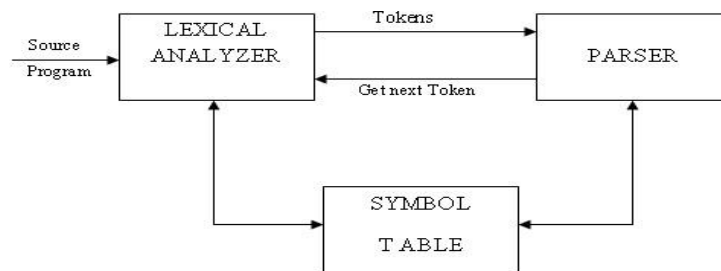 Source
Program
LEXICAL
ANALYZER
Tokens
Get next Token
PARSER
SYMBOL
TABLE